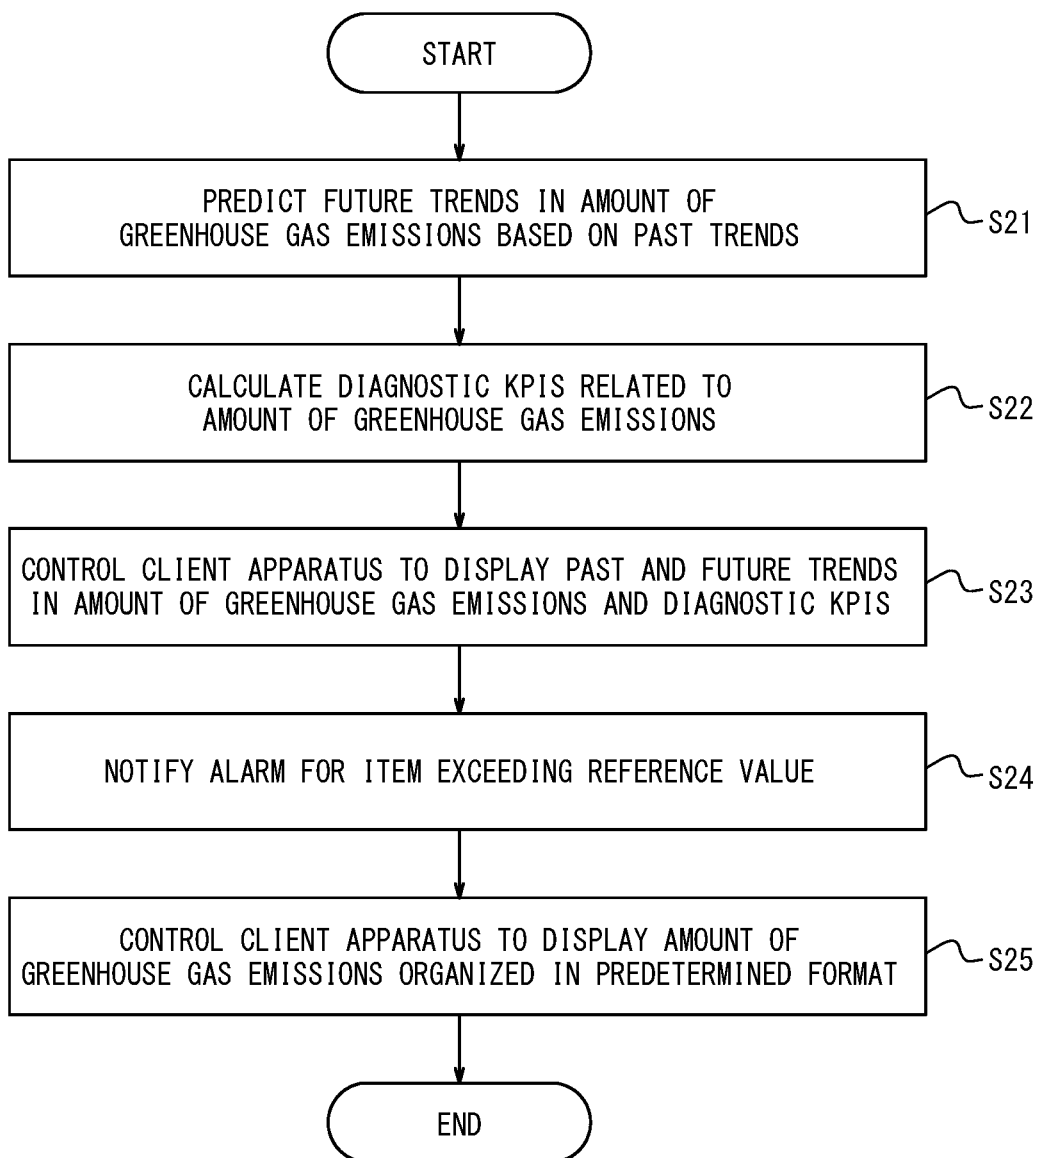 START
PREDICT FUTURE TRENDS IN AMOUNT OF
GREENHOUSE GAS EMISSIONS BASED ON PAST TRENDS
S21
CALCULATE DIAGNOSTIC KPIS RELATED TO
AMOUNT OF GREENHOUSE GAS EMISSIONS
S22
CONTROL CLIENT APPARATUS TO DISPLAY PAST AND FUTURE TRENDS
IN AMOUNT OF GREENHOUSE GAS EMISSIONS AND DIAGNOSTIC KPIS
S23
NOTIFY ALARM FOR ITEM EXCEEDING REFERENCE VALUE
S24
CONTROL CLIENT APPARATUS TO DISPLAY AMOUNT OF
GREENHOUSE GAS EMISSIONS ORGANIZED IN PREDETERMINED FORMAT
S25
END